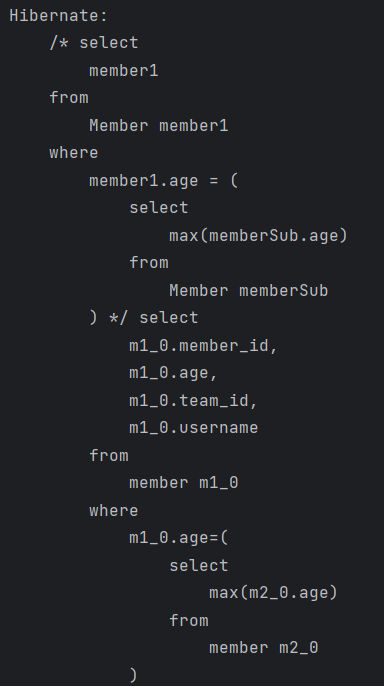 Hibernate:
    /* select
        member1
    from
        Member member1
    where
        member1.age = (
            select
                max(memberSub.age)
            from
                Member memberSub
        ) */ select
            m1_0.member_id,
            m1_0.age,
            m1_0.team_id,
            m1_0.username
        from
            member m1_0
        where
            m1_0.age=(
                select
                    max(m2_0.age)
                from
                    member m2_0
            )